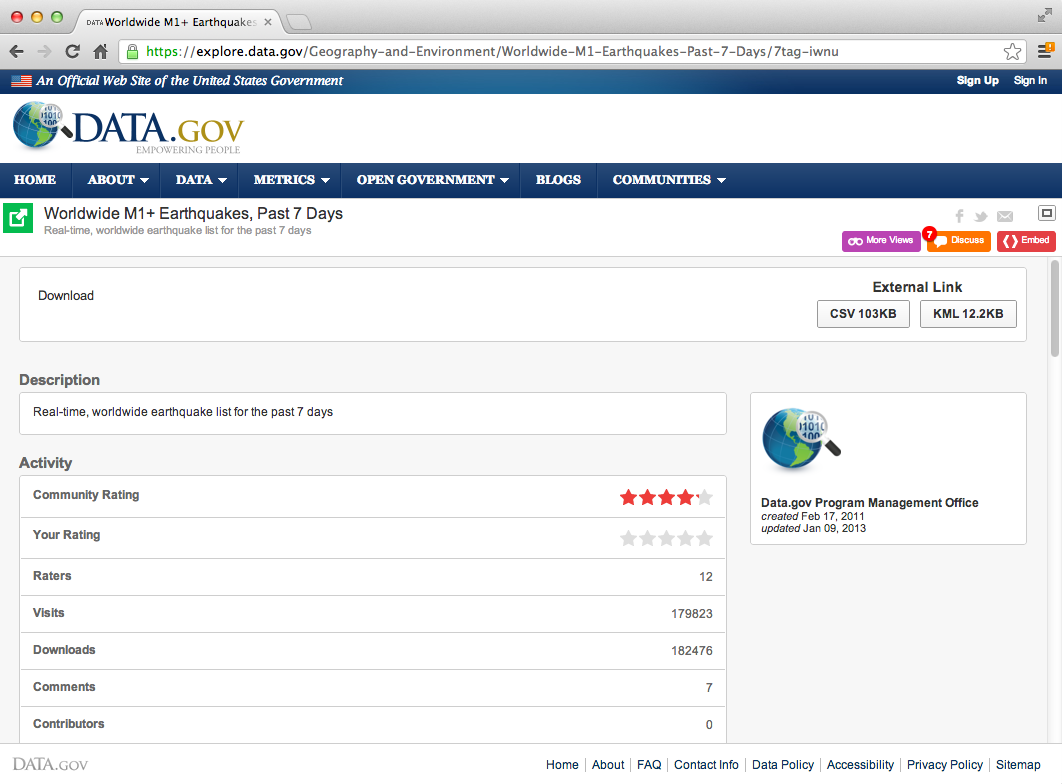 DATA Worldwide M1+ Earthquakes
https://explore.data.gov/Geography-and-Environment/Worldwide-M1-Earthquakes-Past-7-Days/7tag-iwnu
An Official Web Site of the United States Government
Sign Up Sign In
DATA.GOV
EMPOWERING PEOPLE
HOME ABOUT DATA METRICS OPEN GOVERNMENT BLOGS COMMUNITIES
Worldwide M1+ Earthquakes, Past 7 Days
Real-time, worldwide earthquake list for the past 7 days
More Views 7 Discuss Embed
Download
External Link
CSV 103KB KML 12.2KB
Description
Real-time, worldwide earthquake list for the past 7 days
Data.gov Program Management Office
created Feb 17, 2011
updated Jan 09, 2013
Activity
Community Rating
Your Rating
Raters 12
Visits 179823
Downloads 182476
Comments 7
Contributors 0
DATA.GOV
Home About FAQ Contact Info Data Policy Accessibility Privacy Policy Sitemap